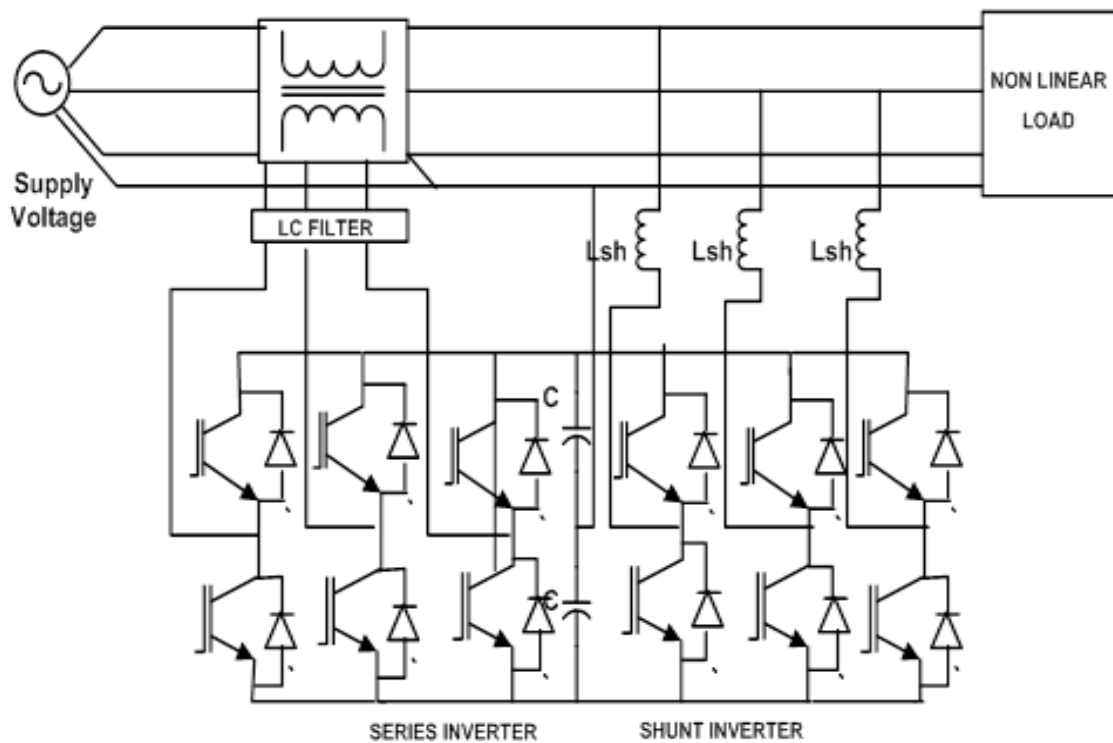 NON LINEAR
LOAD
Supply
Voltage
LC FILTER
Lsh
Lsh
Lsh
C
C
SERIES INVERTER
SHUNT INVERTER